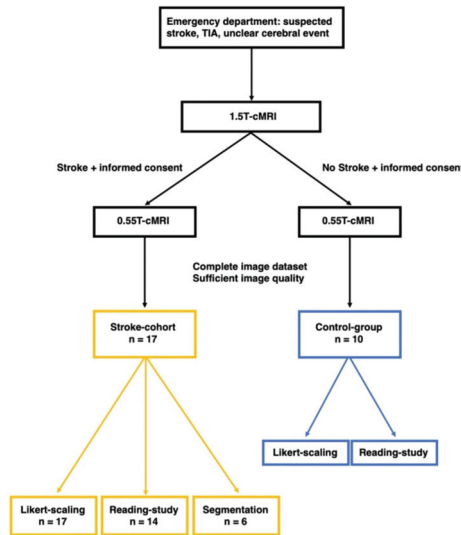 Emergency department: suspected
stroke, TIA, unclear cerebral event
1.5T-cMRI
Stroke + informed consent
No Stroke + informed consent
0.55T-cMRI
0.55T-cMRI
Complete image dataset
Sufficient image quality
Stroke-cohort
n = 17
Control-group
n = 10
Likert-scaling
Reading-study
Likert-scaling
n = 17
Reading-study
n = 14
Segmentation
n = 6